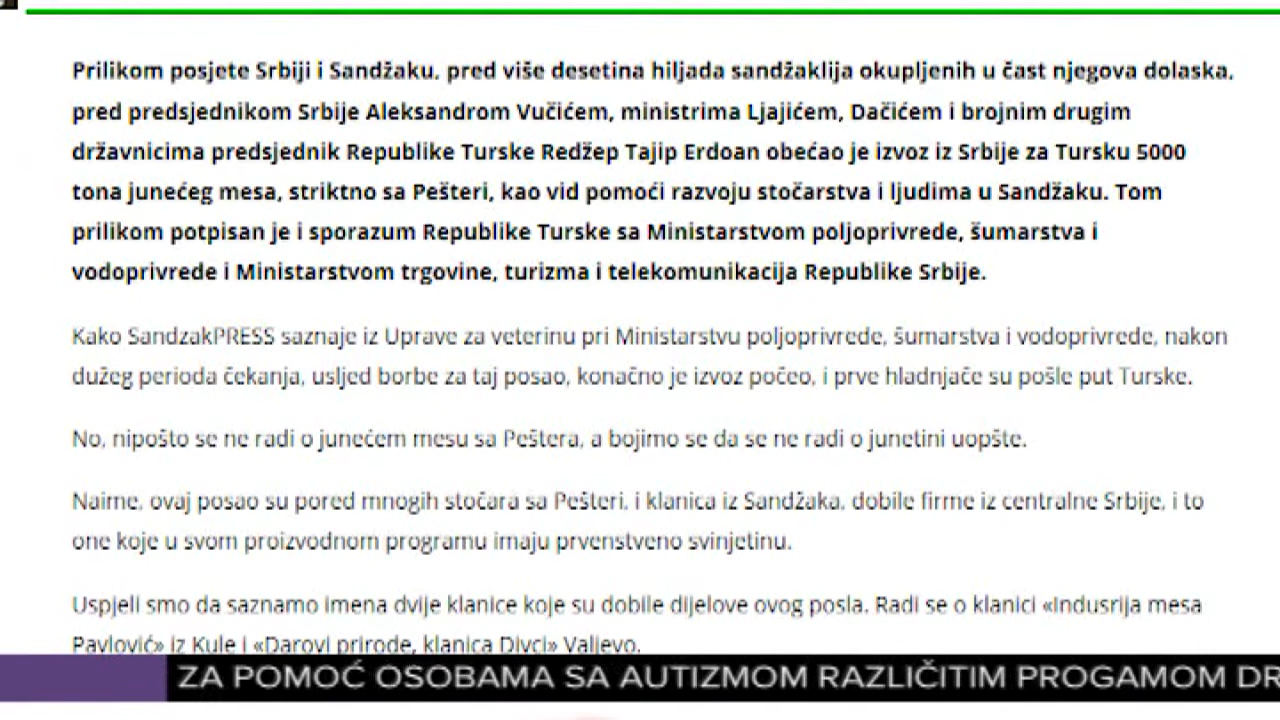 Prilikom posjete Srbiji i Sandžaku, pred više desetina hiljada sandžaklija okupljenih u čast njegova dolaska,
pred predsjednikom Srbije Aleksandrom Vučićem, ministrima Ljajićem, Dačićem i brojnim drugim
državnicima predsjednik Republike Turske Redžep Tajip Erdoan obećao je izvoz iz Srbije za Tursku 5000
tona junećeg mesa, striktno sa Pešteri, kao vid pomoći razvoju stočarstva i ljudima u Sandžaku. Tom
prilikom potpisan je i sporazum Republike Turske sa Ministarstvom poljoprivrede, šumarstva i
vodoprivrede i Ministarstvom trgovine, turizma i telekomunikacija Republike Srbije.
Kako SandzakPRESS saznaje iz Uprave za veterinu pri Ministarstvu poljoprivrede, šumarstva i vodoprivrede, nakon
dužeg perioda čekanja, usljed borbe za taj posao, konačno je izvoz počeo, i prve hladnjače su pošle put Turske.
No, nipošto se ne radi o junećem mesu sa Peštera, a bojimo se da se ne radi o junetini uopšte.
Naime, ovaj posao su pored mnogih stočara sa Pešteri, i klanica iz Sandžaka, dobile firme iz centralne Srbije, i to
one koje u svom proizvodnom programu imaju prvenstveno svinjetinu.
Uspjeli smo da saznamo imena dvije klanice koje su dobile dijelove ovog posla. Radi se o klanici «Indusrija mesa
Pavlović» iz Kule i «Darovi prirode, klanica Divci» Valjevo.
ZA POMOĆ OSOBAMA SA AUTIZMOM RAZLIČITIM PROGAMOM DR